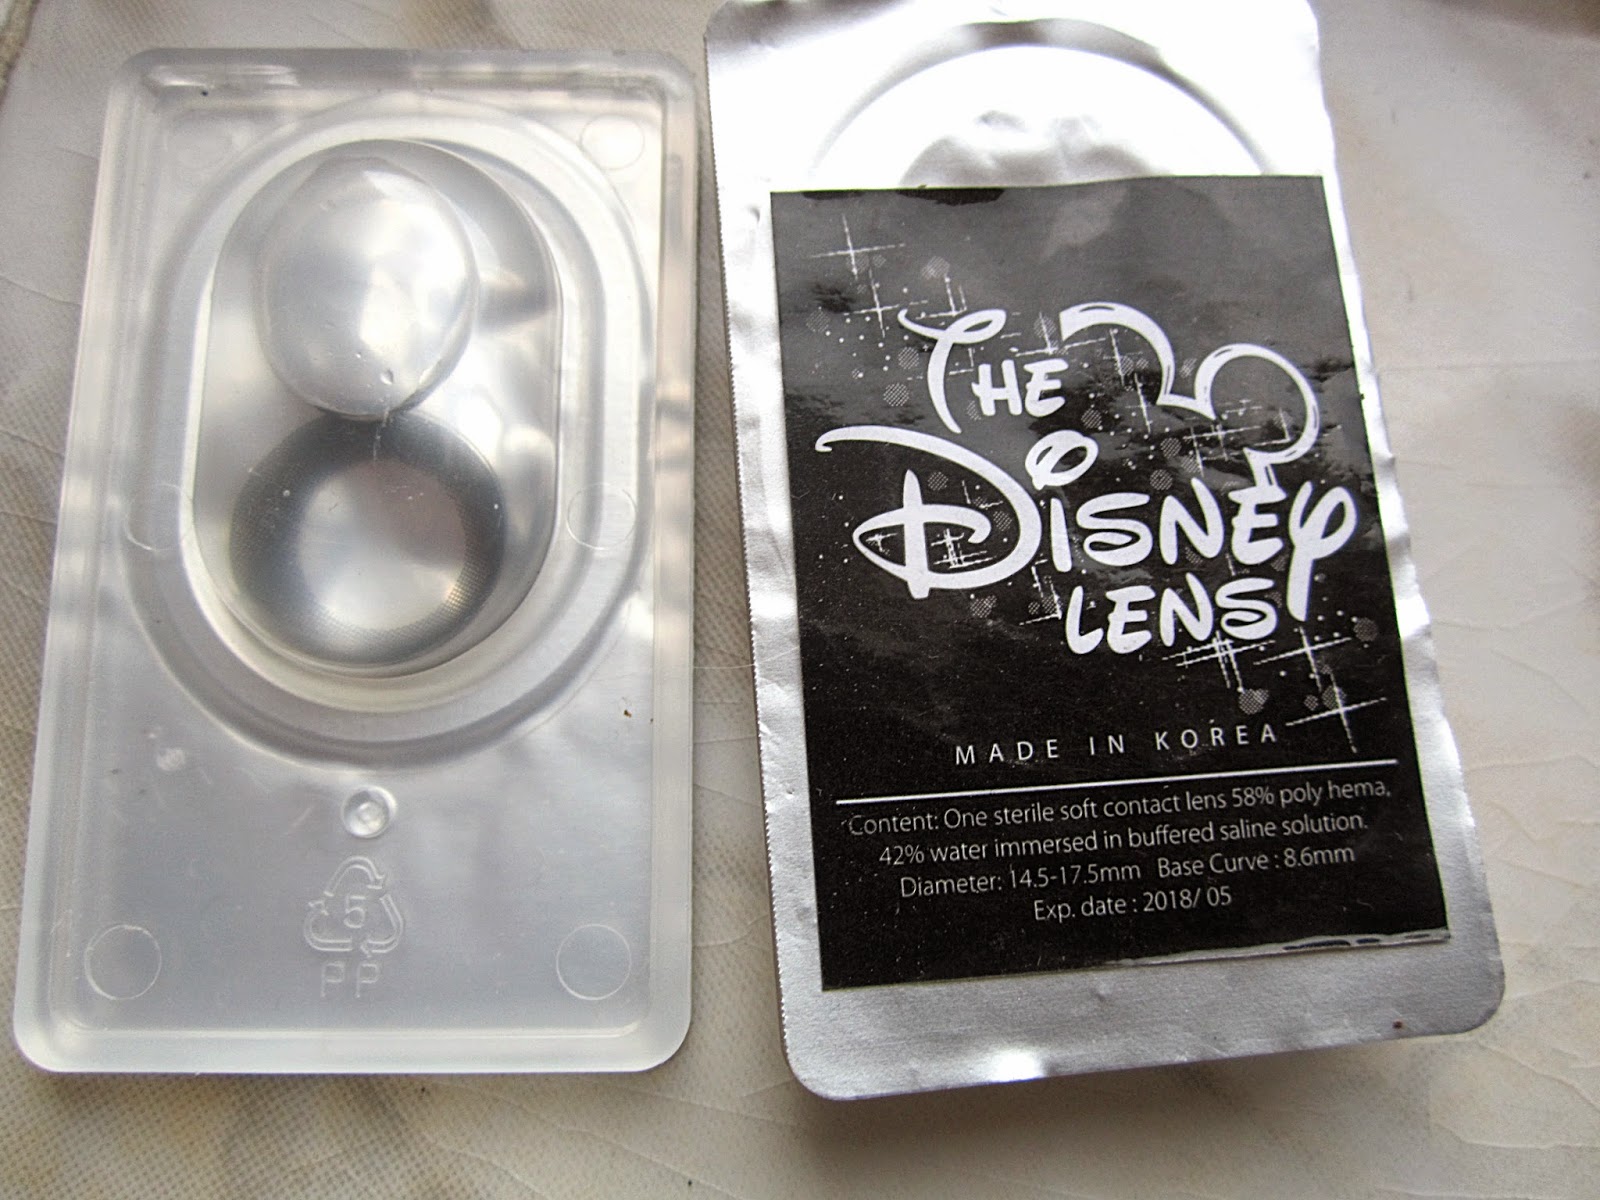 THE
DISNEY
LENS
MADE IN KOREA
Content: One sterile soft contact lens 58% poly hema,
42% water immersed in buffered saline solution.
Diameter: 14.5-17.5mm Base Curve : 8.6mm
Exp. date : 2018/ 05
5
PP